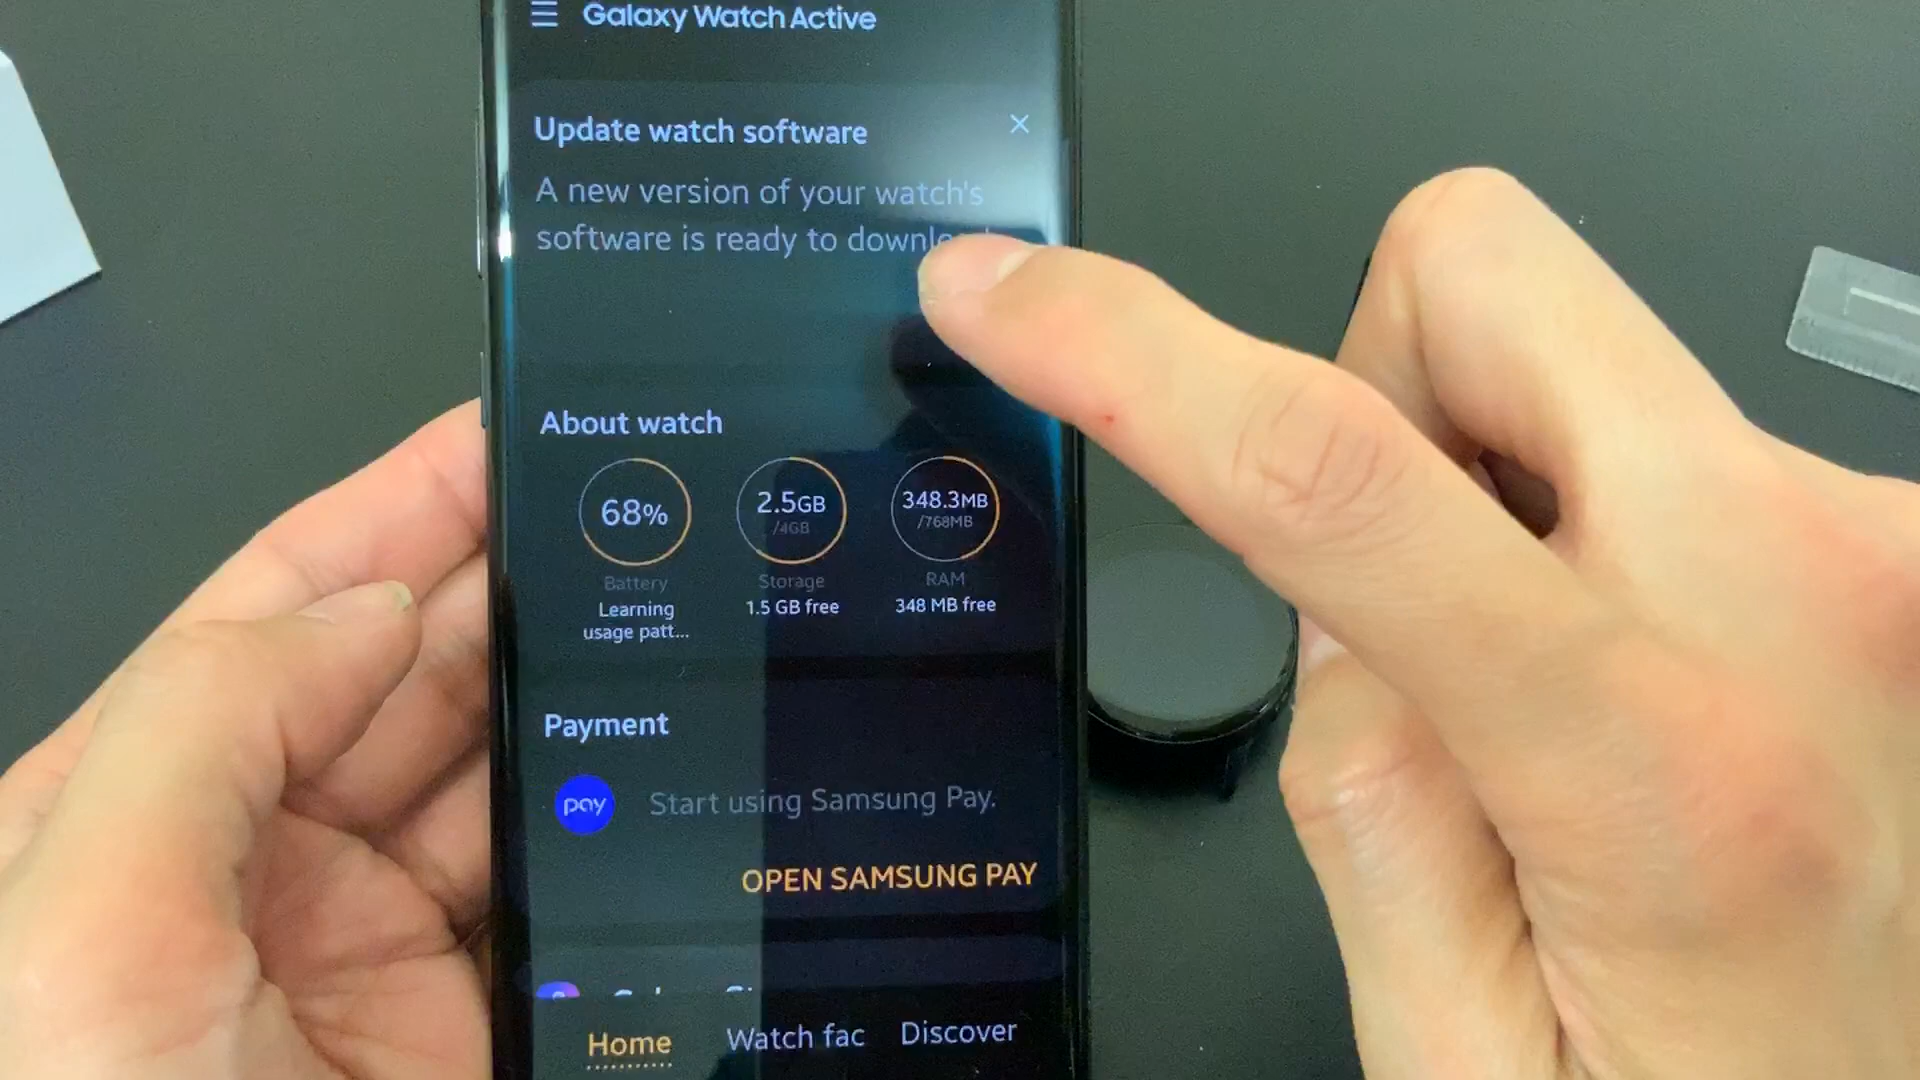 Galaxy Watch Active
Update watch software
A new version of your watch's
software is ready to
About watch
68%
2.5GB
/4GB
348.3MB
/768MB
Battery
Storage
RAM
Learning
usage patt...
1.5 GB free
348 MB free
Payment
pay
Start using Samsung Pay.
OPEN SAMSUNG PAY
Home
Watch fac
Discover